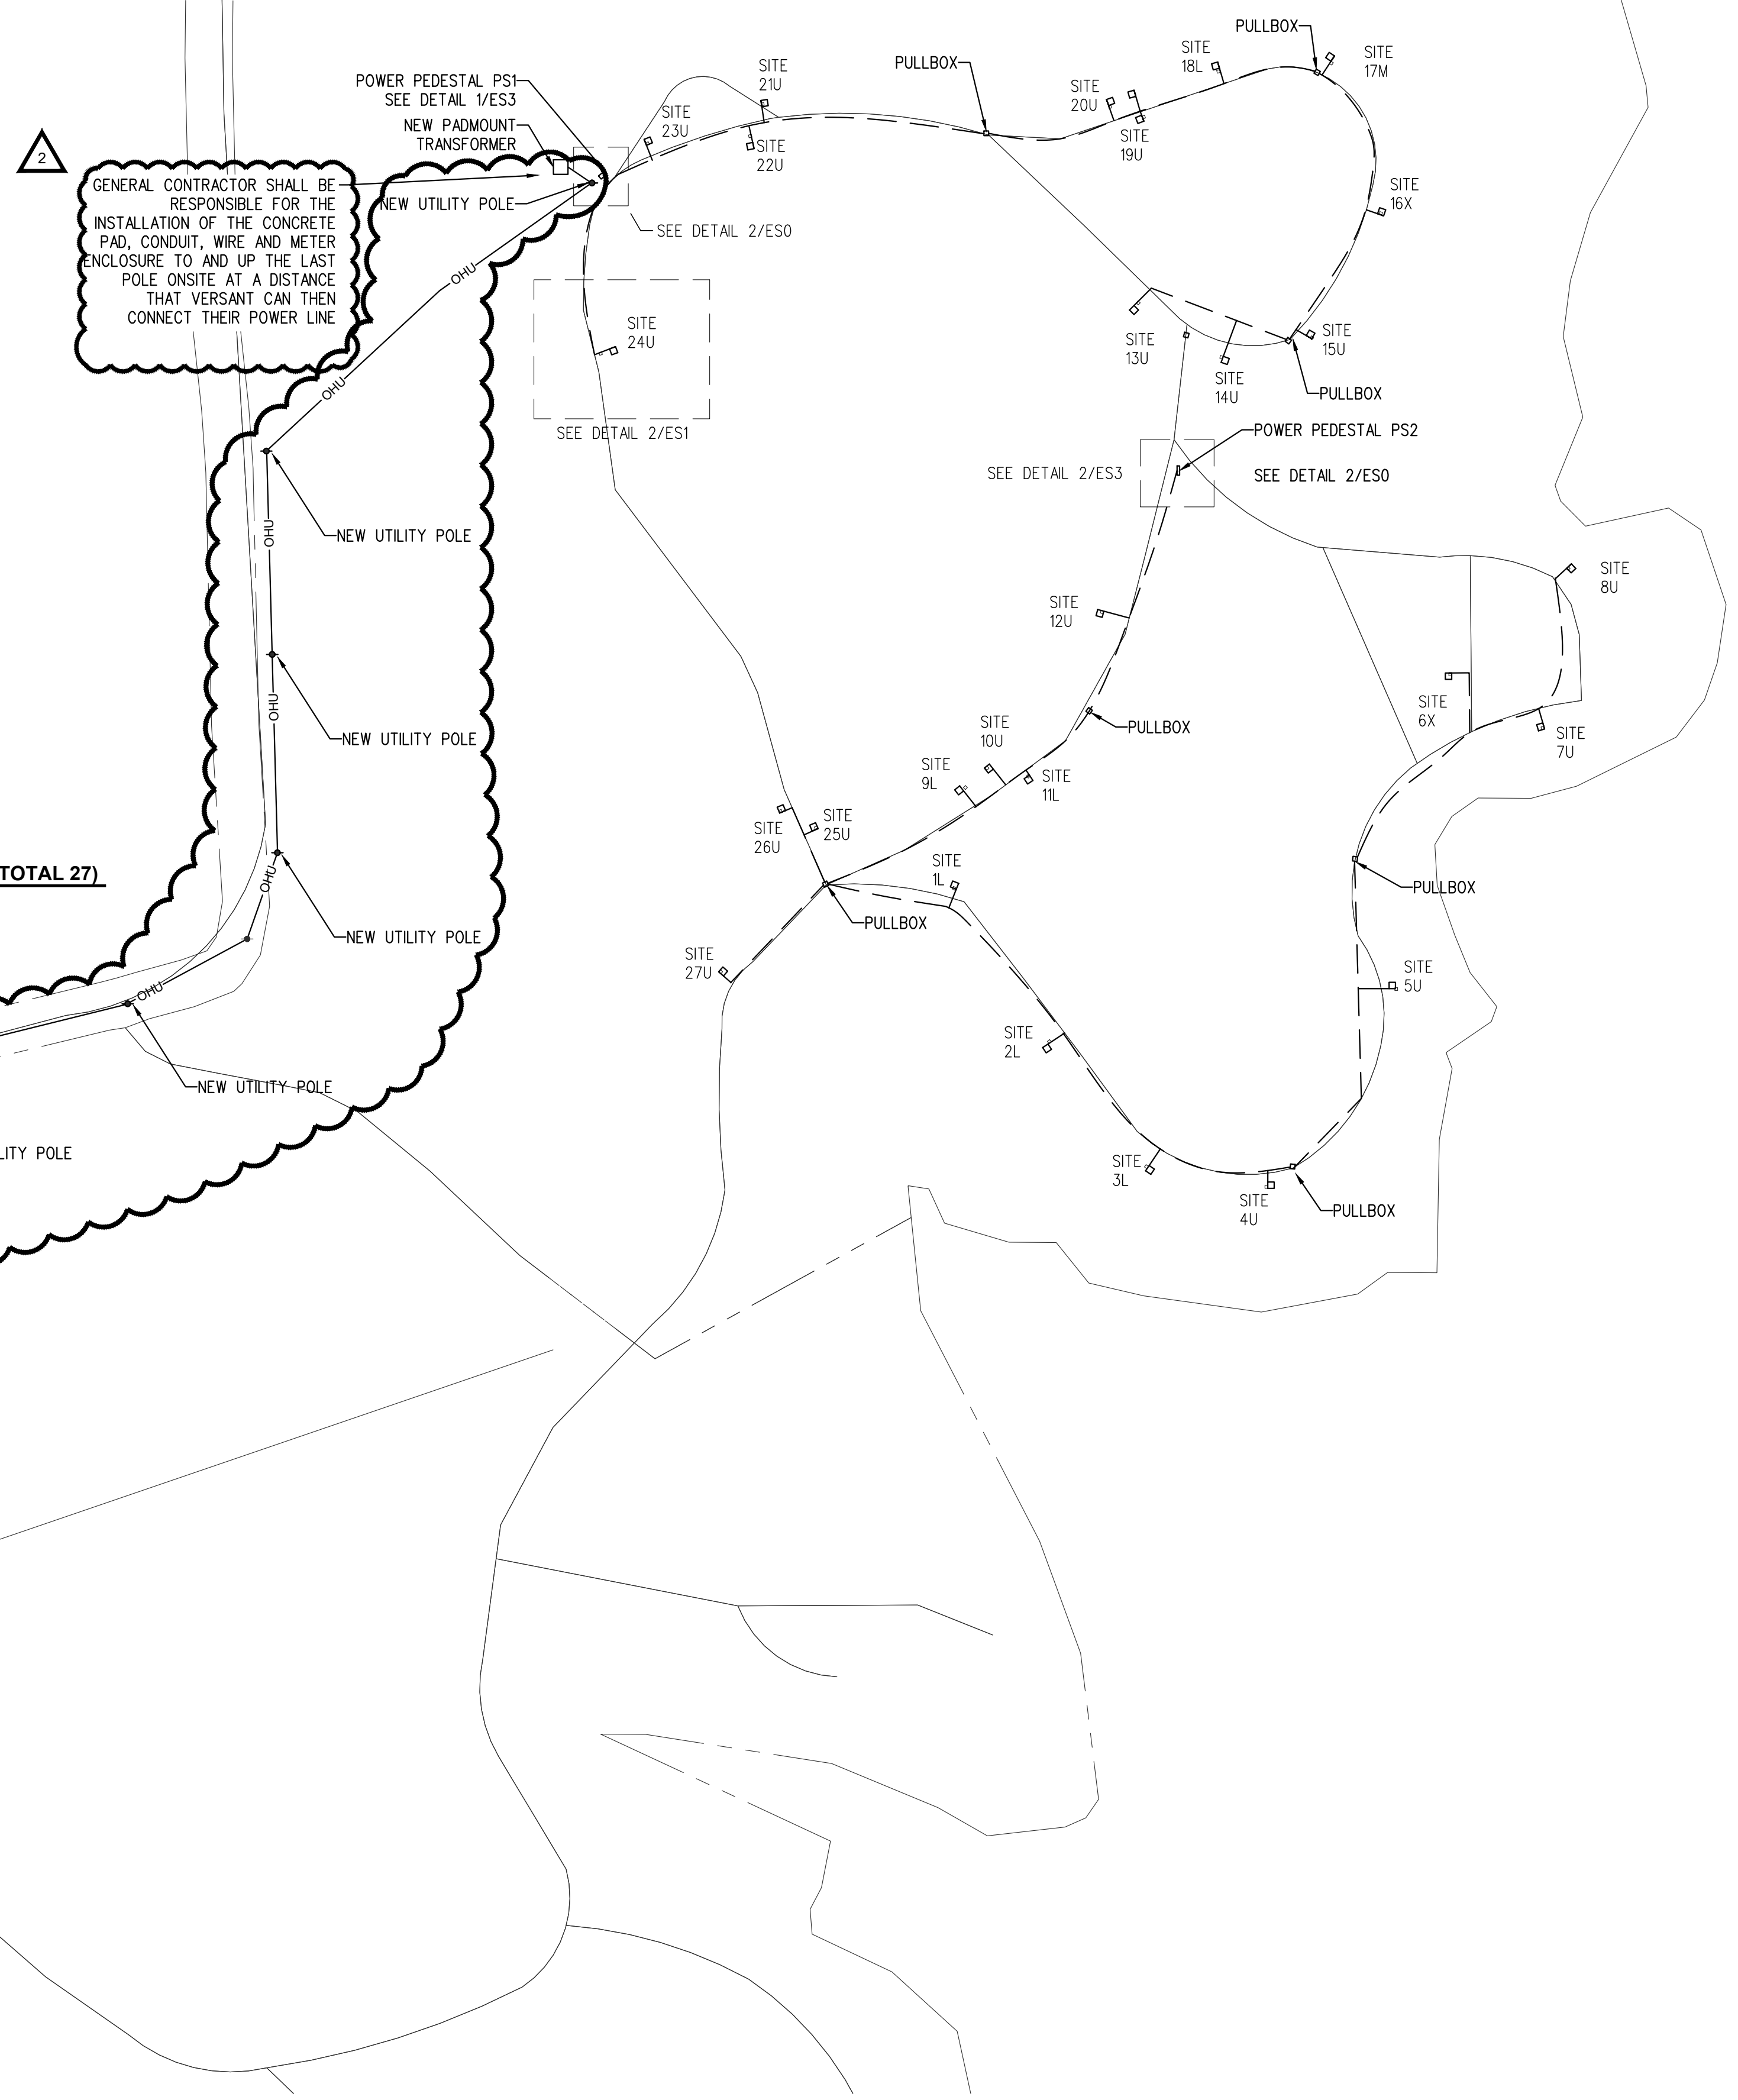 PULLBOX
SITE
17M
SITE
18L
PULLBOX
SITE
21U
POWER PEDESTAL PS1
SEE DETAIL 1/ES3
SITE
20U
SITE
23U
NEW PADMOUNT
TRANSFORMER
SITE
22U
SITE
19U
2
GENERAL CONTRACTOR SHALL BE
RESPONSIBLE FOR THE
INSTALLATION OF THE CONCRETE
PAD, CONDUIT, WIRE AND METER
ENCLOSURE TO AND UP THE LAST
POLE ONSITE AT A DISTANCE
THAT VERSANT CAN THEN
CONNECT THEIR POWER LINE
NEW UTILITY POLE
SITE
16X
SEE DETAIL 2/ES0
OHU
SITE
24U
SITE
13U
SITE
15U
SITE
14U
OHU
PULLBOX
SEE DETAIL 2/ES1
POWER PEDESTAL PS2
SEE DETAIL 2/ES3
SEE DETAIL 2/ES0
OHU
NEW UTILITY POLE
SITE
8U
SITE
12U
OHU
SITE
6X
SITE
10U
PULLBOX
NEW UTILITY POLE
SITE
7U
SITE
9L
SITE
11L
SITE
26U
SITE
25U
TOTAL 27)
OHU
SITE
1L
PULLBOX
PULLBOX
NEW UTILITY POLE
SITE
27U
SITE
5U
OHU
SITE
2L
NEW UTILITY POLE
LITY POLE
SITE
3L
SITE
4U
PULLBOX